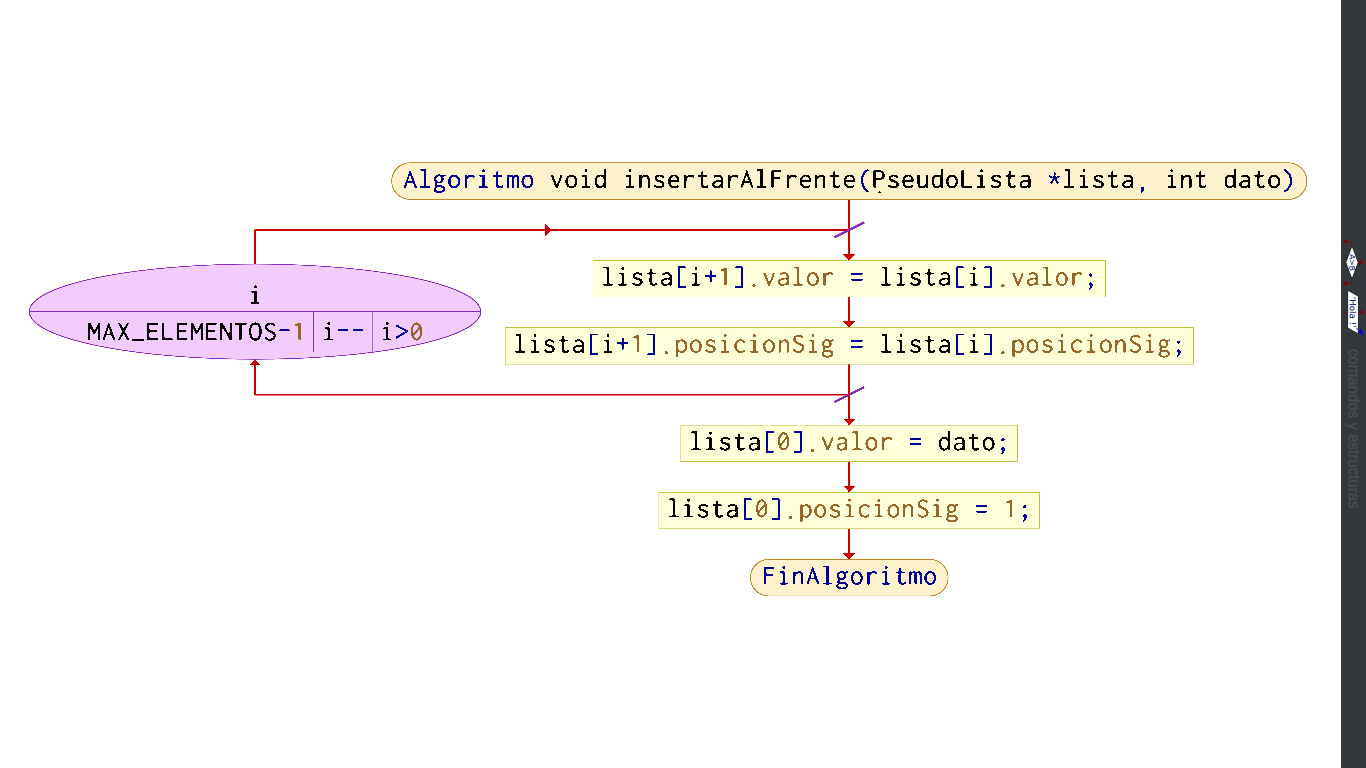 Algoritmo void insertarAlFrente(PseudoLista *lista, int dato)
lista[i+1].valor = lista[i].valor;
i
MAX_ELEMENTOS-1 i-- i>0
lista[i+1].posicionSig = lista[i].posicionSig;
lista[0].valor = dato;
lista[0].posicionSig = 1;
FinAlgoritmo
A>B
'Hola !'
comandos y estructuras